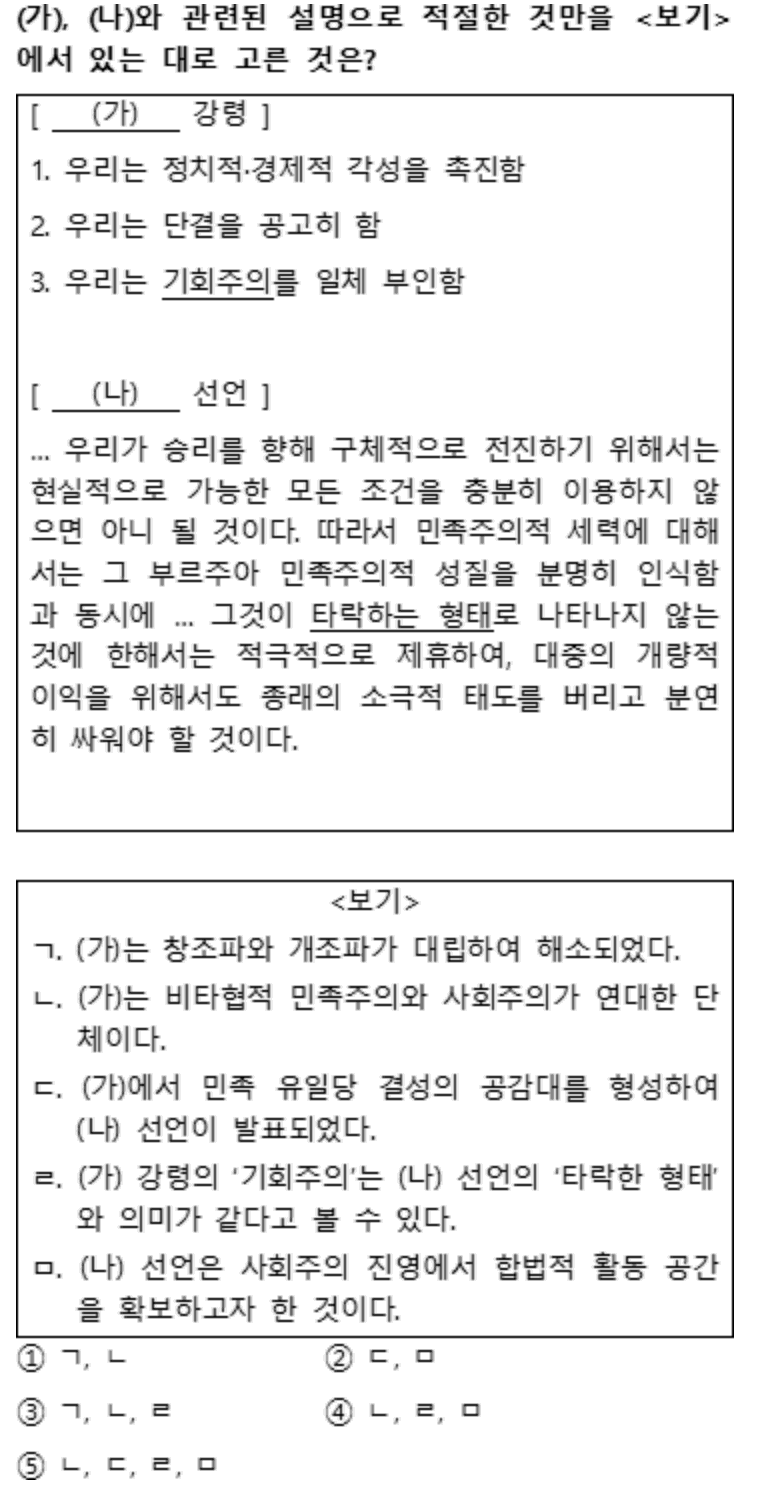 (가), (나)와 관련된 설명으로 적절한 것만을 <보기>
에서 있는 대로 고른 것은?
[ (가) 강령 ]
1. 우리는 정치적·경제적 각성을 촉진함
2. 우리는 단결을 공고히 함
3. 우리는 기회주의를 일체 부인함
[ (나) 선언 ]
... 우리가 승리를 향해 구체적으로 전진하기 위해서는
현실적으로 가능한 모든 조건을 충분히 이용하지 않
으면 아니 될 것이다. 따라서 민족주의적 세력에 대해
서는 그 부르주아 민족주의적 성질을 분명히 인식함
과 동시에 ... 그것이 타락하는 형태로 나타나지 않는
것에 한해서는 적극적으로 제휴하여, 대중의 개량적
이익을 위해서도 종래의 소극적 태도를 버리고 분연
히 싸워야 할 것이다.
<보기>
ㄱ. (가)는 창조파와 개조파가 대립하여 해소되었다.
ㄴ. (가)는 비타협적 민족주의와 사회주의가 연대한 단
체이다.
ㄷ. (가)에서 민족 유일당 결성의 공감대를 형성하여
(나) 선언이 발표되었다.
ㄹ. (가) 강령의 '기회주의'는 (나) 선언의 '타락한 형태'
와 의미가 같다고 볼 수 있다.
ㅁ. (나) 선언은 사회주의 진영에서 합법적 활동 공간
을 확보하고자 한 것이다.
① ㄱ, ㄴ ② ㄷ, ㅁ
③ ㄱ, ㄴ, ㄹ ④ ㄴ, ㄹ, ㅁ
⑤ ㄴ, ㄷ, ㄹ, ㅁ